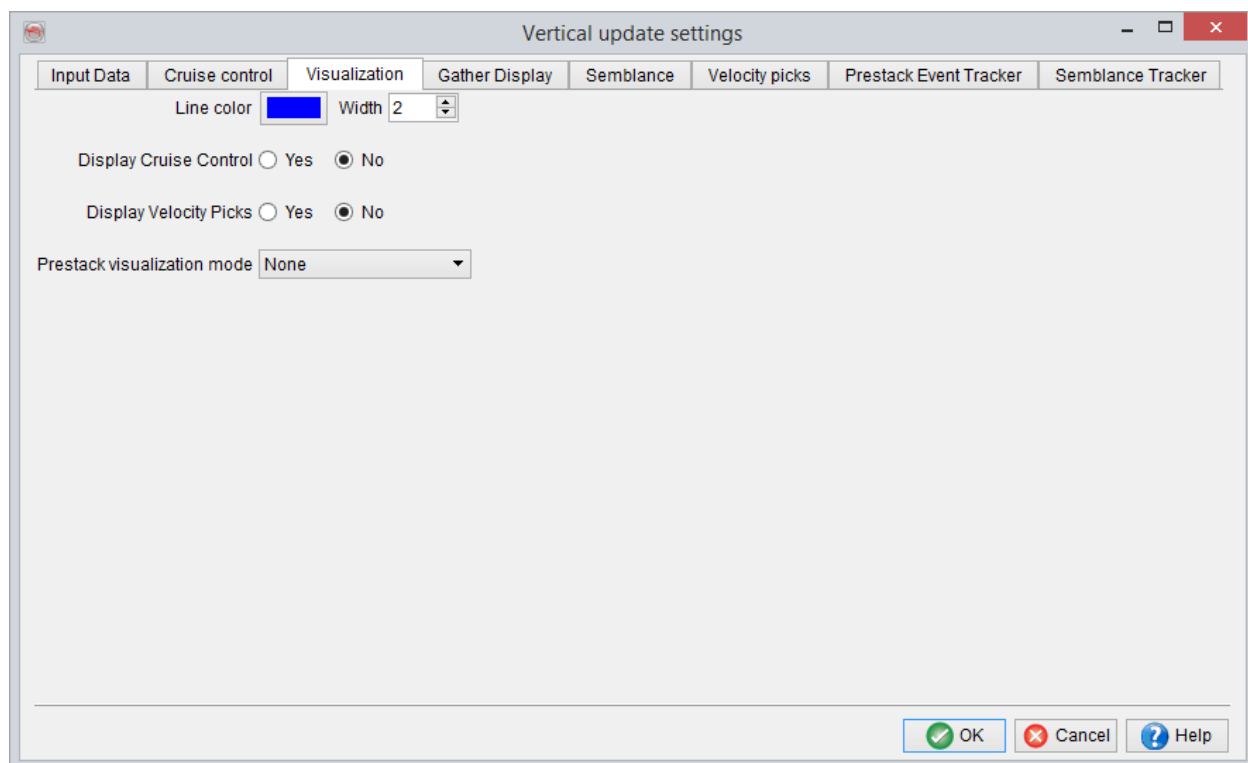 Vertical update settings
Input Data Cruise control Visualization Gather Display Semblance Velocity picks Prestack Event Tracker Semblance Tracker
Line color Width 2
Display Cruise Control Yes No
Display Velocity Picks Yes No
Prestack visualization mode None
OK Cancel Help